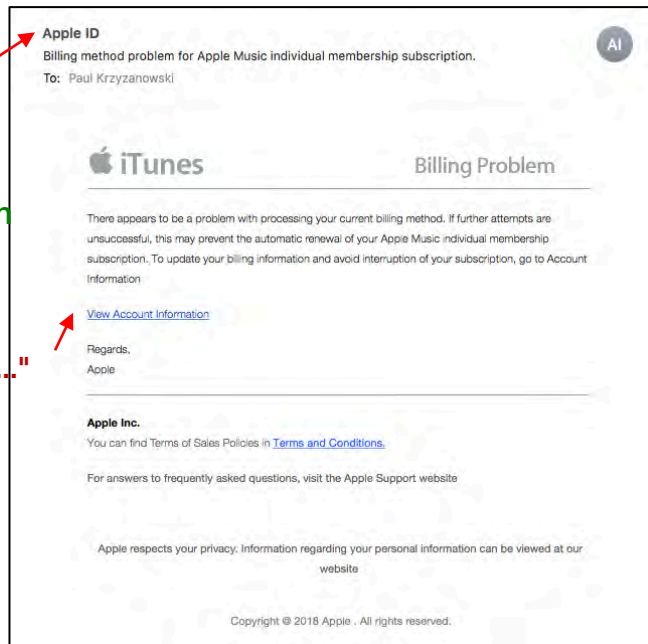 Apple ID
AI
Billing method problem for Apple Music individual membership subscription.
To: Paul Krzyzanowski
iTunes
Billing Problem
There appears to be a problem with processing your current billing method. If further attempts are
unsuccessful, this may prevent the automatic renewal of your Apple Music individual membership
subscription. To update your billing information and avoid interruption of your subscription, go to Account
Information
View Account Information
..."
Regards,
Apple
Apple Inc.
You can find Terms of Sales Policies in Terms and Conditions.
For answers to frequently asked questions, visit the Apple Support website
Apple respects your privacy. Information regarding your personal information can be viewed at our
website
Copyright © 2018 Apple . All rights reserved.